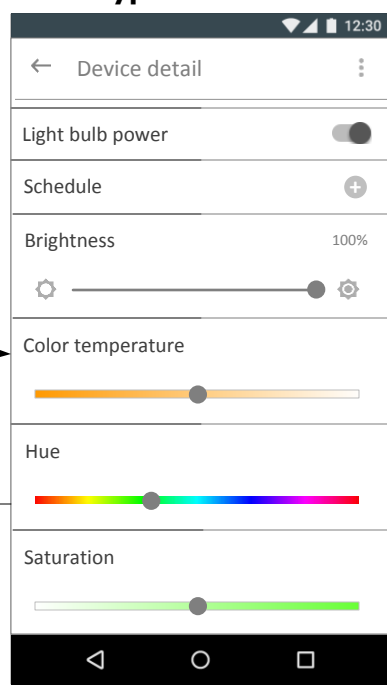 12:30
Device detail
Light bulb power
Schedule
Brightness 100%
Color temperature
Hue
Saturation